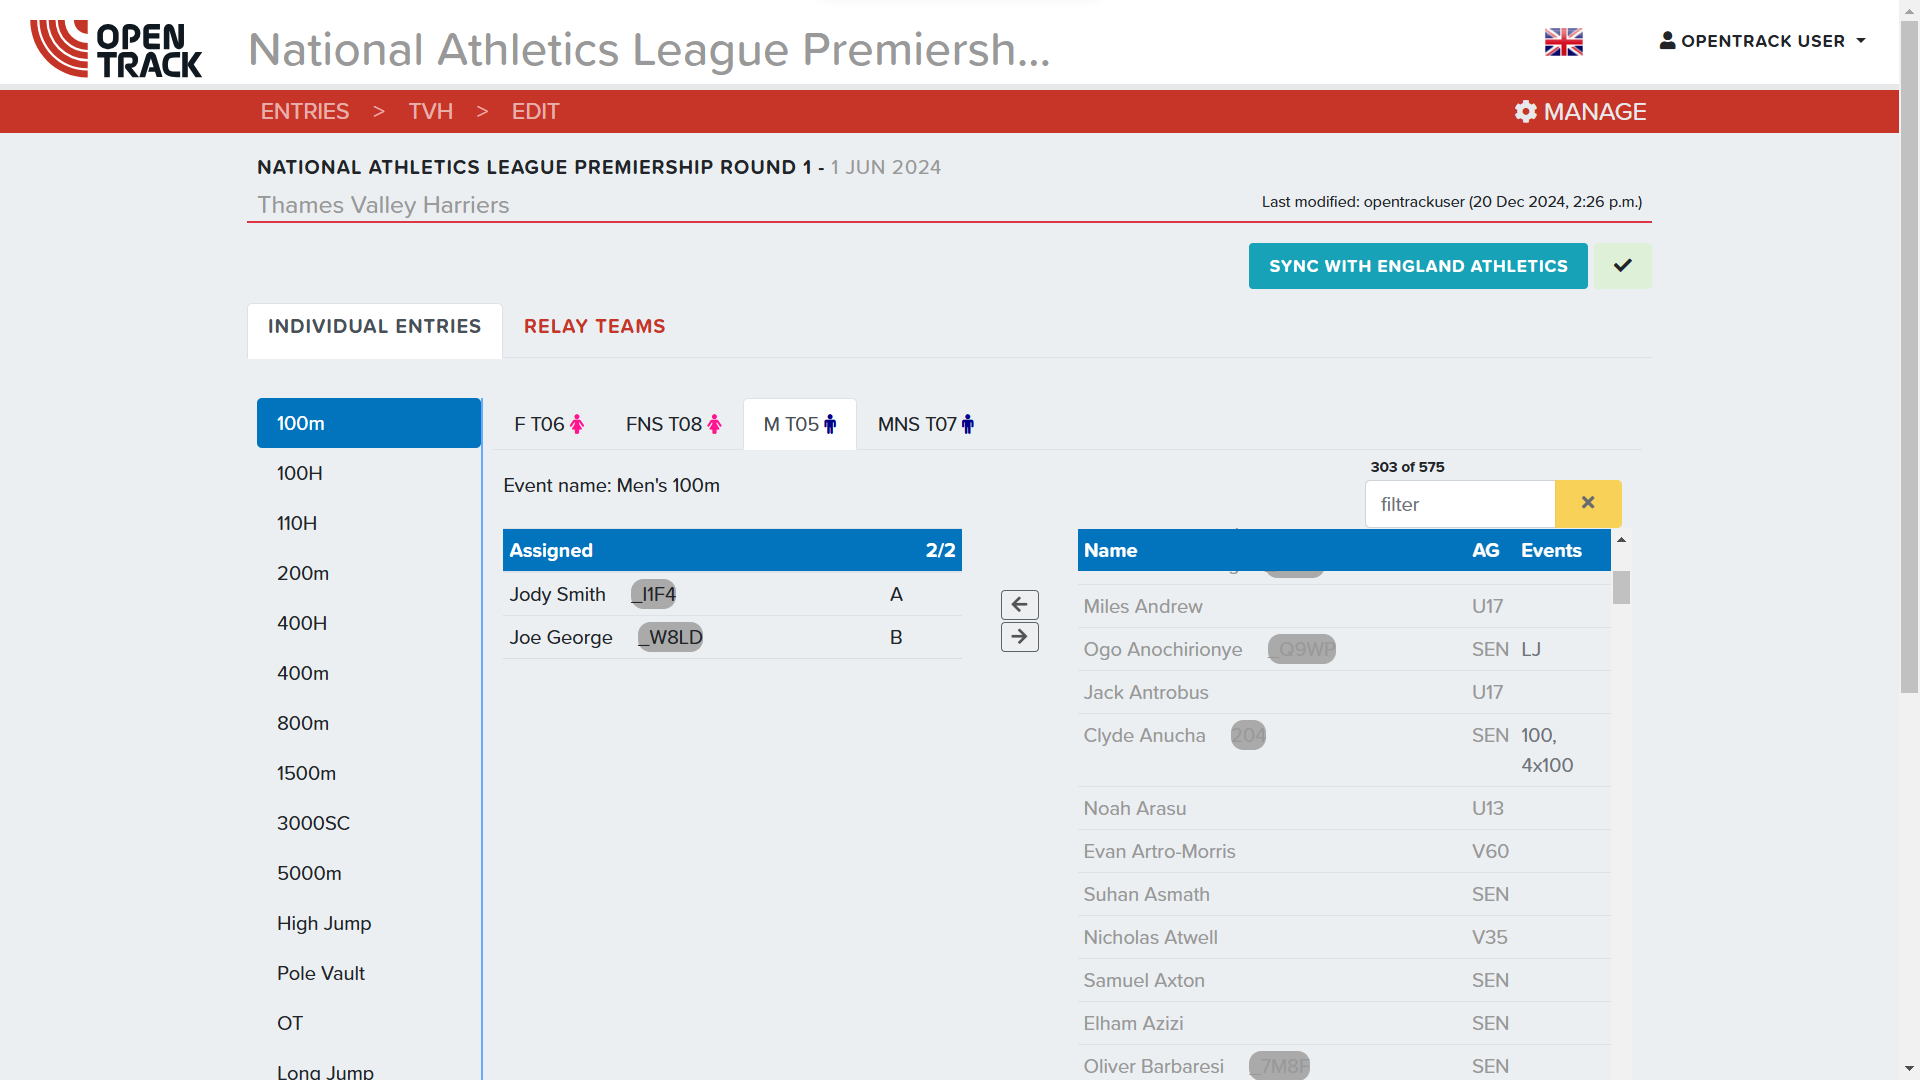 OPEN
TRACK
National Athletics League Premiersh...
OPENTRACK USER
ENTRIES > TVH > EDIT
MANAGE
NATIONAL ATHLETICS LEAGUE PREMIERSHIP ROUND 1 - 1 JUN 2024
Thames Valley Harriers
Last modified: opentrackuser (20 Dec 2024, 2:26 p.m.)
SYNC WITH ENGLAND ATHLETICS
INDIVIDUAL ENTRIES
RELAY TEAMS
100m
100H
110H
200m
400H
400m
800m
1500m
3000SC
5000m
High Jump
Pole Vault
OT
Long Jump
F T06
FNS T08
M T05
MNS T07
Event name: Men's 100m
303 of 575
filter
Assigned 2/2
Jody Smith _I1F4 A
Joe George _W8LD B
Name AG Events
Miles Andrew U17
Ogo Anochirionye _Q9WP SEN LJ
Jack Antrobus U17
Clyde Anucha 204 SEN 100,
4x100
Noah Arasu U13
Evan Artro-Morris V60
Suhan Asmath SEN
Nicholas Atwell V35
Samuel Axton SEN
Elham Azizi SEN
Oliver Barbaresi _7M8F SEN